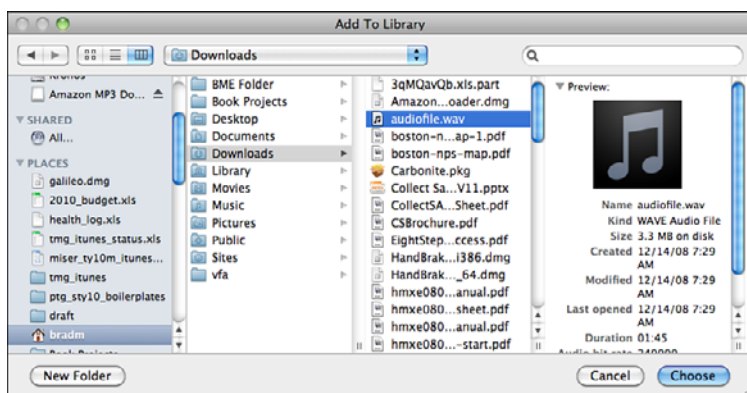 Add To Library
Downloads
Amazon MP3 Do...
SHARED
All...
PLACES
galileo.dmg
2010_budget.xls
health_log.xls
tmg_itunes_status.xls
miser_ty10m_itunes...
tmg_itunes
ptg_sty10_boilerplates
draft
bradm
BME Folder
Book Projects
Desktop
Documents
Downloads
Library
Movies
Music
Pictures
Public
Sites
vfa
3qMQavQb.xls.part
Amazon...oader.dmg
audiofile.wav
boston-n...ap-1.pdf
boston-nps-map.pdf
Carbonite.pkg
Collect Sa...V11.pptx
CollectSA...Sheet.pdf
CSBrochure.pdf
EightStep...ccess.pdf
HandBrak...i386.dmg
HandBrak..._64.dmg
hmxe080...anual.pdf
hmxe080...sheet.pdf
hmxe080...anual.pdf
hmxe080...-start.pdf
Preview:
Name audiofile.wav
Kind WAVE Audio File
Size 3.3 MB on disk
Created 12/14/08 7:29
AM
Modified 12/14/08 7:29
AM
Last opened 12/14/08 7:29
AM
Duration 01:45
New Folder
Cancel
Choose